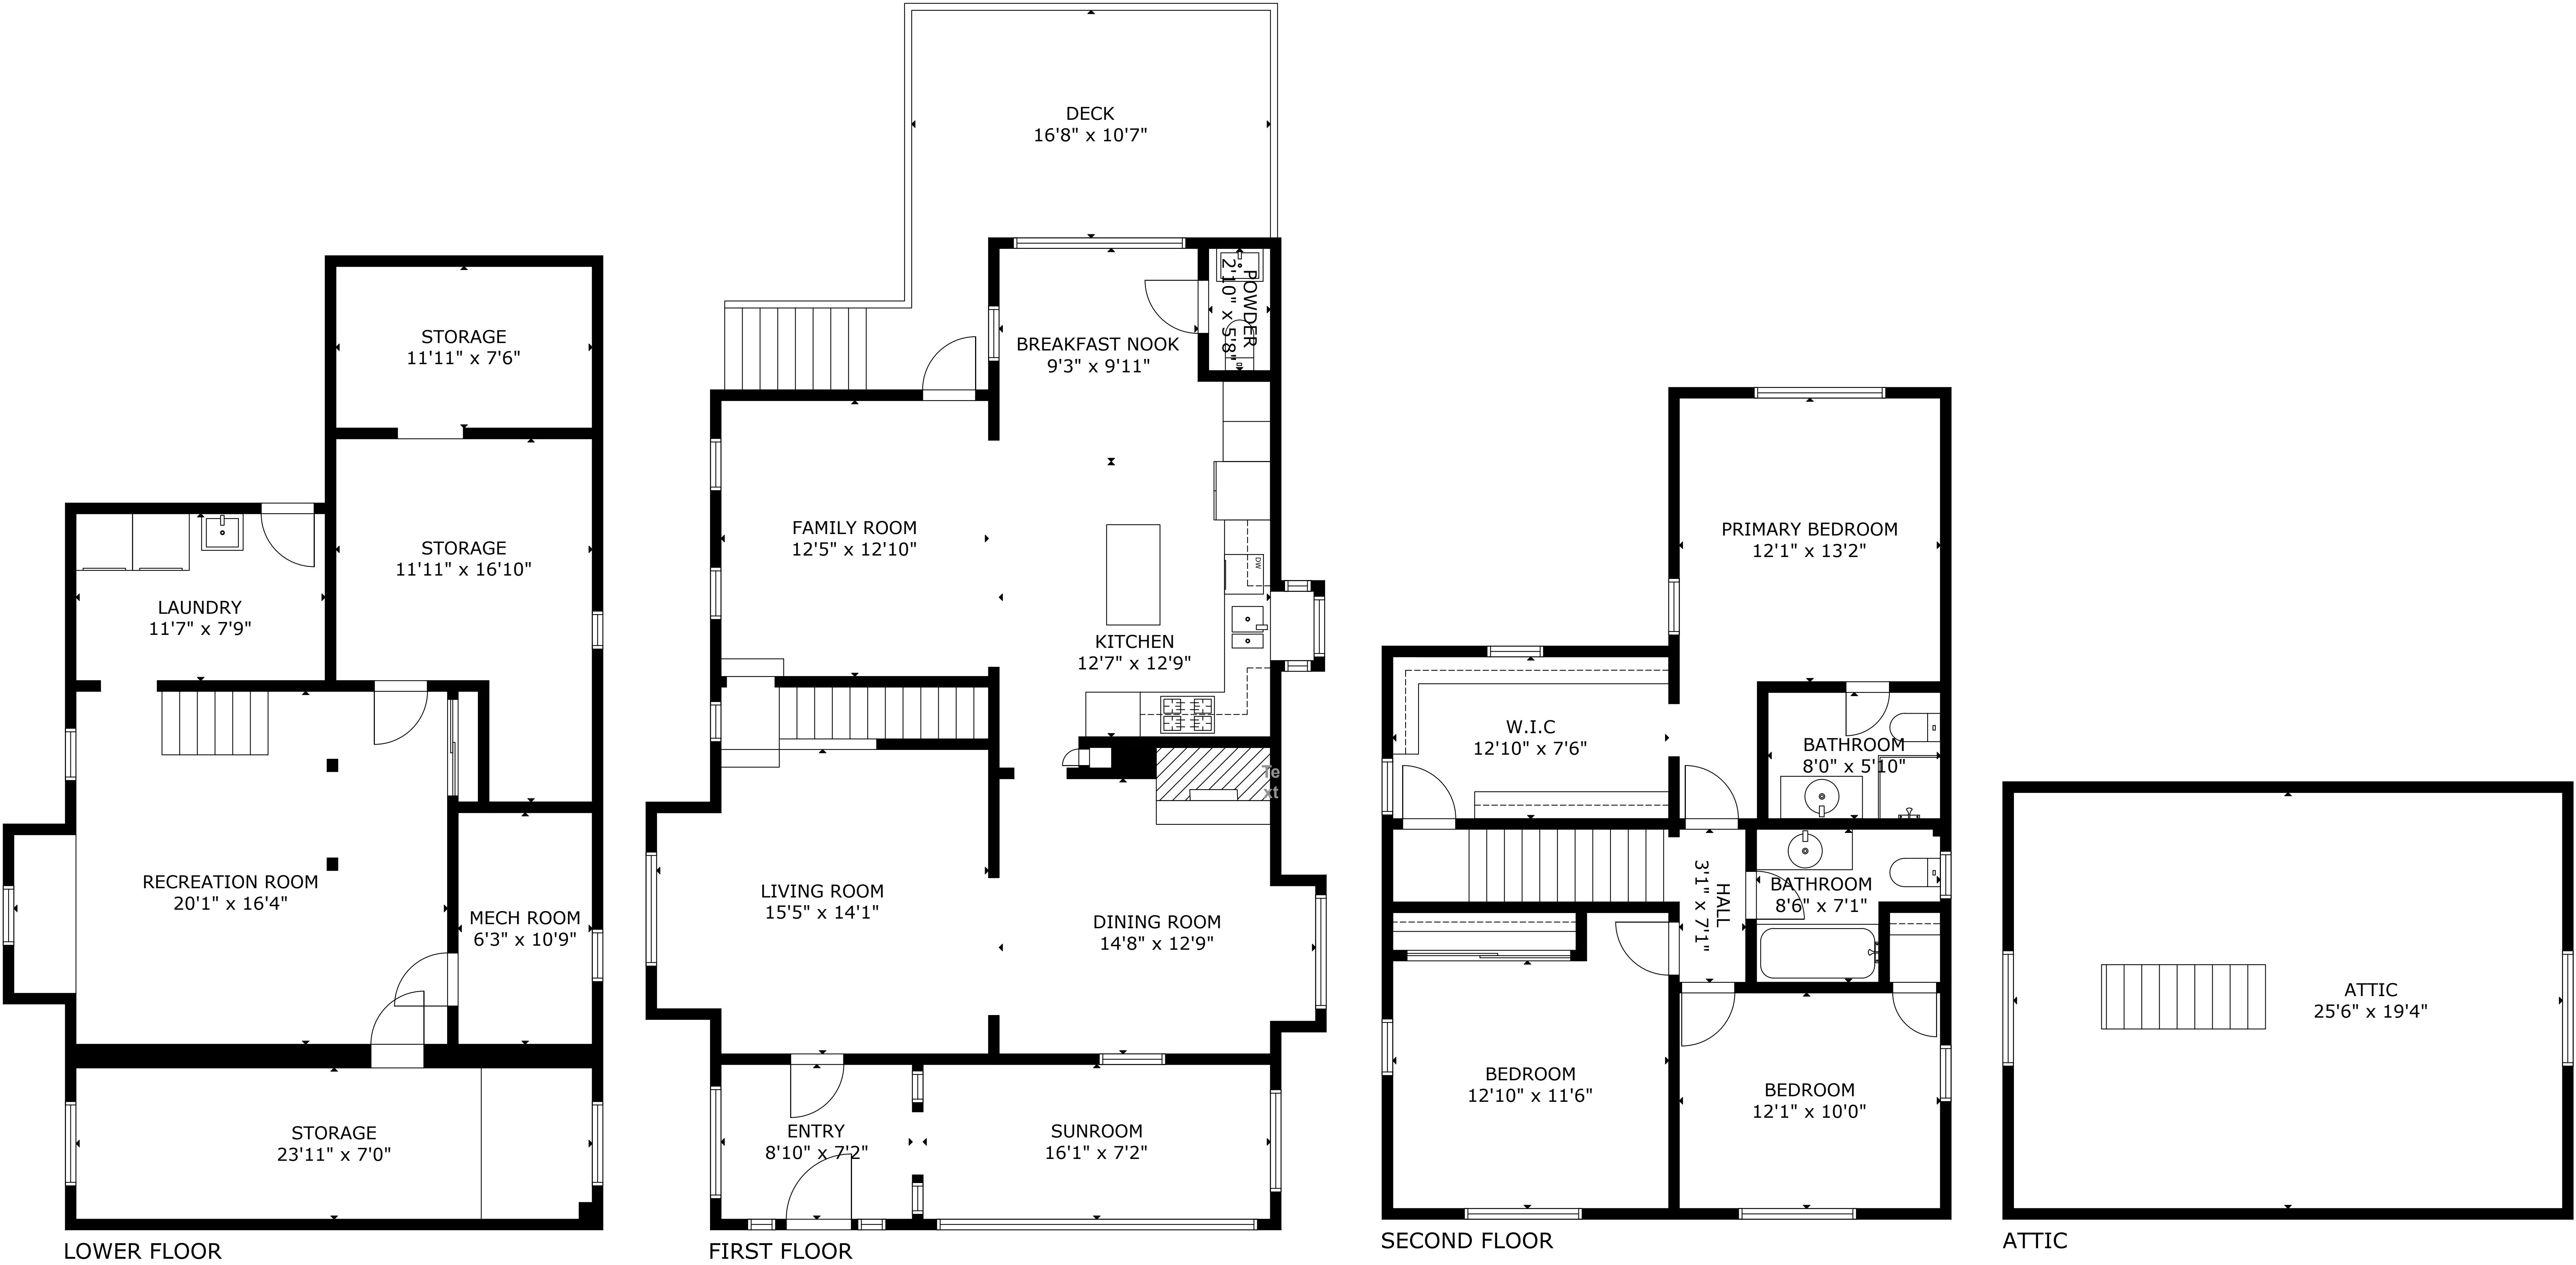 STORAGE
11'11" x 7'6"
STORAGE
11'11" x 16'10"
LAUNDRY
11'7" x 7'9"
RECREATION ROOM
20'1" x 16'4"
MECH ROOM
6'3" x 10'9"
STORAGE
23'11" x 7'0"
LOWER FLOOR
DECK
16'8" x 10'7"
POWDER
2'10" x 5'8"
BREAKFAST NOOK
9'3" x 9'11"
FAMILY ROOM
12'5" x 12'10"
DW
KITCHEN
12'7" x 12'9"
Te
xt
LIVING ROOM
15'5" x 14'1"
DINING ROOM
14'8" x 12'9"
ENTRY
8'10" x 7'2"
SUNROOM
16'1" x 7'2"
FIRST FLOOR
PRIMARY BEDROOM
12'1" x 13'2"
W.I.C
12'10" x 7'6"
BATHROOM
8'0" x 5'10"
HALL
3'1" x 7'1"
BATHROOM
8'6" x 7'1"
BEDROOM
12'10" x 11'6"
BEDROOM
12'1" x 10'0"
SECOND FLOOR
ATTIC
25'6" x 19'4"
ATTIC